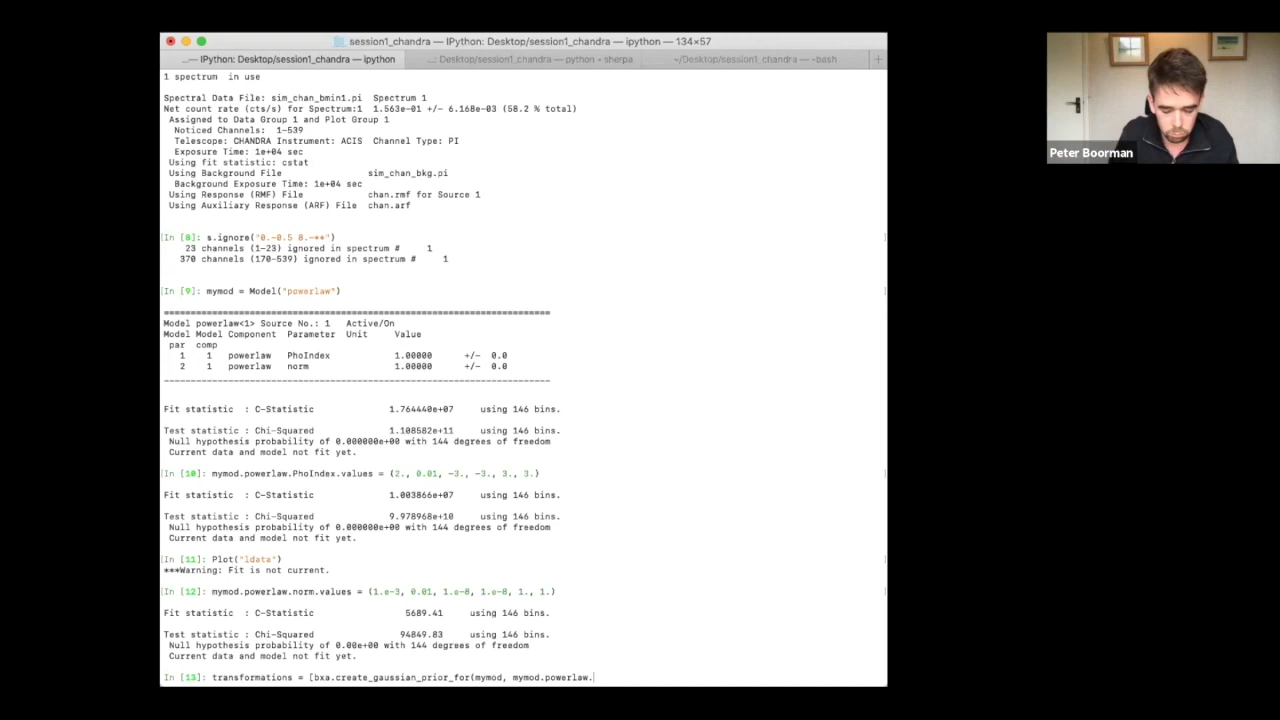 session1_chandra — IPython: Desktop/session1_chandra — ipython — 134×57
...— IPython: Desktop/session1_chandra — ipython
...: Desktop/session1_chandra — python • sherpa
~/Desktop/session1_chandra — -bash
+
1 spectrum  in use
Spectral Data File: sim_chan_bmin1.pi  Spectrum 1
Net count rate (cts/s) for Spectrum:1  1.563e-01 +/- 6.168e-03 (58.2 % total)
Assigned to Data Group 1 and Plot Group 1
Noticed Channels:  1-539
Telescope: CHANDRA Instrument: ACIS  Channel Type: PI
Exposure Time: 1e+04 sec
Using fit statistic: cstat
Using Background File                sim_chan_bkg.pi
Background Exposure Time: 1e+04 sec
Using Response (RMF) File            chan.rmf for Source 1
Using Auxiliary Response (ARF) File  chan.arf
[In [8]: s.ignore("0.-0.5 8.-**")
23 channels (1-23) ignored in spectrum #     1
370 channels (170-539) ignored in spectrum #     1
[In [9]: mymod = Model("powerlaw")
========================================================================
Model powerlaw<1> Source No.: 1   Active/On
Model Model Component  Parameter  Unit     Value
par  comp
1    1   powerlaw   PhoIndex            1.00000      +/-  0.0
2    1   powerlaw   norm                1.00000      +/-  0.0
________________________________________________________________________
Fit statistic  : C-Statistic              1.764440e+07     using 146 bins.
Test statistic : Chi-Squared              1.108582e+11     using 146 bins.
Null hypothesis probability of 0.000000e+00 with 144 degrees of freedom
Current data and model not fit yet.
[In [10]: mymod.powerlaw.PhoIndex.values = (2., 0.01, -3., -3., 3., 3.)
Fit statistic  : C-Statistic              1.003866e+07     using 146 bins.
Test statistic : Chi-Squared              9.978968e+10     using 146 bins.
Null hypothesis probability of 0.000000e+00 with 144 degrees of freedom
Current data and model not fit yet.
[In [11]: Plot("ldata")
***Warning: Fit is not current.
[In [12]: mymod.powerlaw.norm.values = (1.e-3, 0.01, 1.e-8, 1.e-8, 1., 1.)
Fit statistic  : C-Statistic                 5689.41     using 146 bins.
Test statistic : Chi-Squared                94849.83     using 146 bins.
Null hypothesis probability of 0.00e+00 with 144 degrees of freedom
Current data and model not fit yet.
In [13]: transformations = [bxa.create_gaussian_prior_for(mymod, mymod.powerlaw.
Peter Boorman